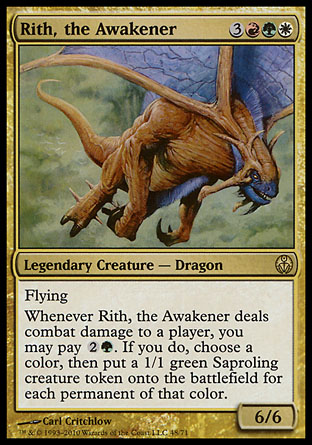 Rith, the Awakener 3
Legendary Creature — Dragon
Flying
Whenever Rith, the Awakener deals
combat damage to a player, you
may pay 2. If you do, choose a
color, then put a 1/1 green Saproling
creature token onto the battlefield for
each permanent of that color.
Carl Critchlow
™ & © 1993–2010 Wizards of the Coast LLC 48/71
6/6